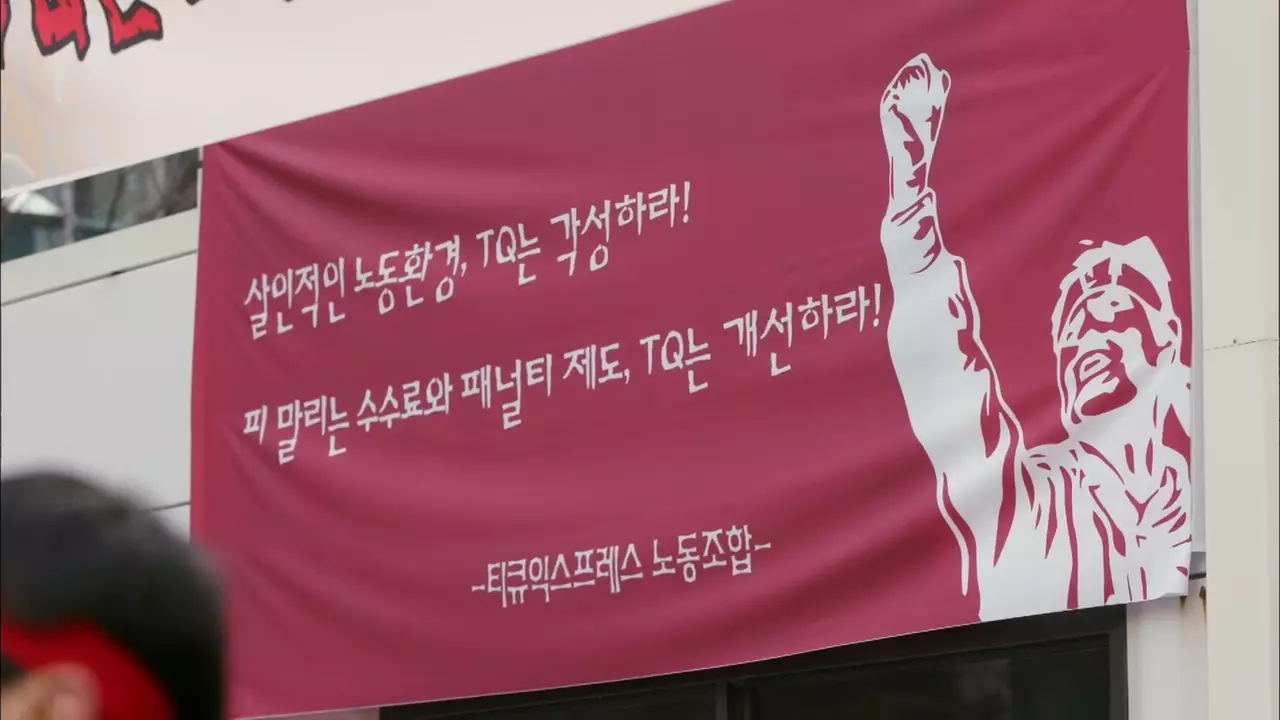 살인적인 노동환경, TQ는 각성하라!
피 말리는 수수료와 패널티 제도, TQ는 개선하라!
-티큐익스프레스 노동조합-